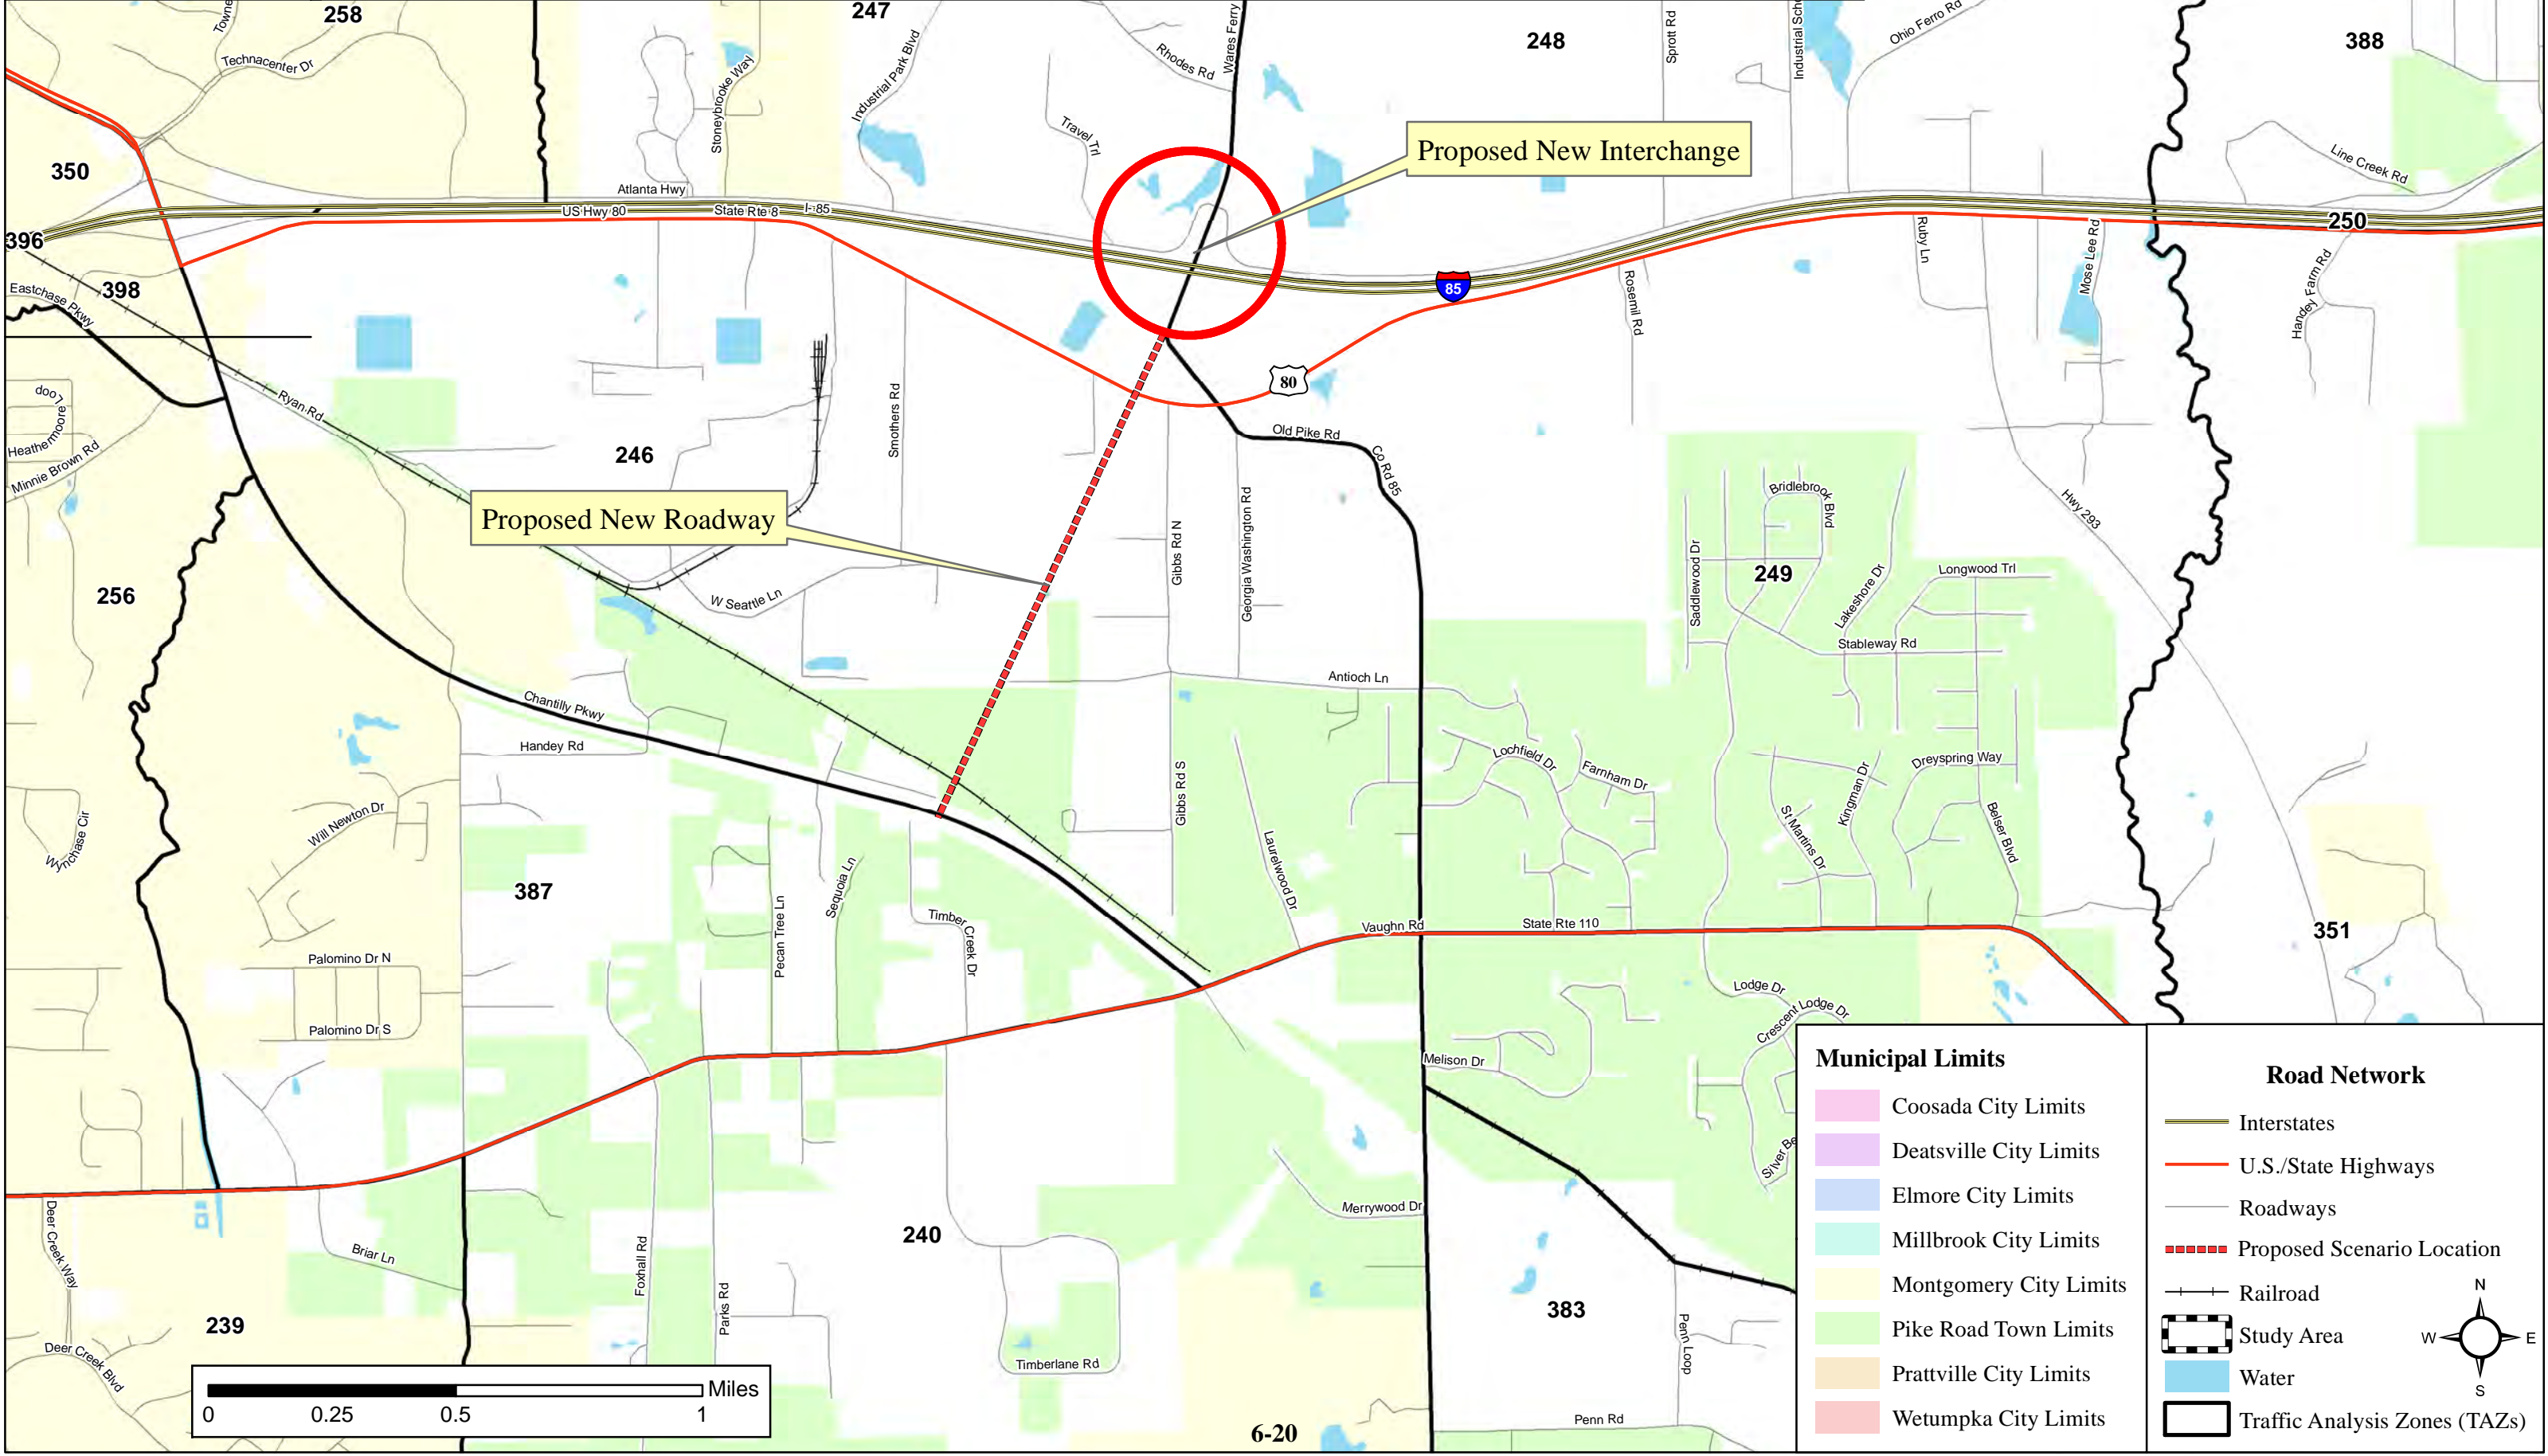 258
247
248
388
Towne
Technacenter Dr
Stoneybrooke Way
Industrial Park Blvd
Rhodes Rd
Wares Ferry
Sprott Rd
Ohio Ferro Rd
Travel Trl
Line Creek Rd
Proposed New Interchange
350
Atlanta Hwy
US Hwy 80
State Rte 8
I-85
396
250
398
Eastchase Pkwy
85
Ruby Ln
Mose Lee Rd
Handey Farm Rd
Rosemil Rd
80
Heathermoore Loop
Minnie Brown Rd
Ryan Rd
246
Smothers Rd
Old Pike Rd
Co Rd 85
Bridlebrook Blvd
Hwy 293
Proposed New Roadway
Gibbs Rd N
Georgia Washington Rd
Saddlewood Dr
249
Lakeshore Dr
Longwood Trl
256
W Seattle Ln
Stableway Rd
Antioch Ln
Chantilly Pkwy
Handey Rd
Lochfield Dr
Farnham Dr
Dreyspring Way
Kingman Dr
Gibbs Rd S
St Martins Dr
Belser Blvd
Will Newton Dr
Wynchase Cir
387
Sequoia Ln
Laurelwood Dr
Pecan Tree Ln
Timber Creek Dr
Vaughn Rd
State Rte 110
351
Palomino Dr N
Palomino Dr S
Lodge Dr
Crescent Lodge Dr
Melison Dr
Silver Be
Merrywood Dr
Deer Creek Way
Briar Ln
Foxhall Rd
Parks Rd
240
383
Penn Loop
239
Deer Creek Blvd
Timberlane Rd
Penn Rd
6-20
Miles
0 0.25 0.5 1
Municipal Limits
Coosada City Limits
Deatsville City Limits
Elmore City Limits
Millbrook City Limits
Montgomery City Limits
Pike Road Town Limits
Prattville City Limits
Wetumpka City Limits
Road Network
Interstates
U.S./State Highways
Roadways
Proposed Scenario Location
Railroad
Study Area
Water
Traffic Analysis Zones (TAZs)
N
W
E
S